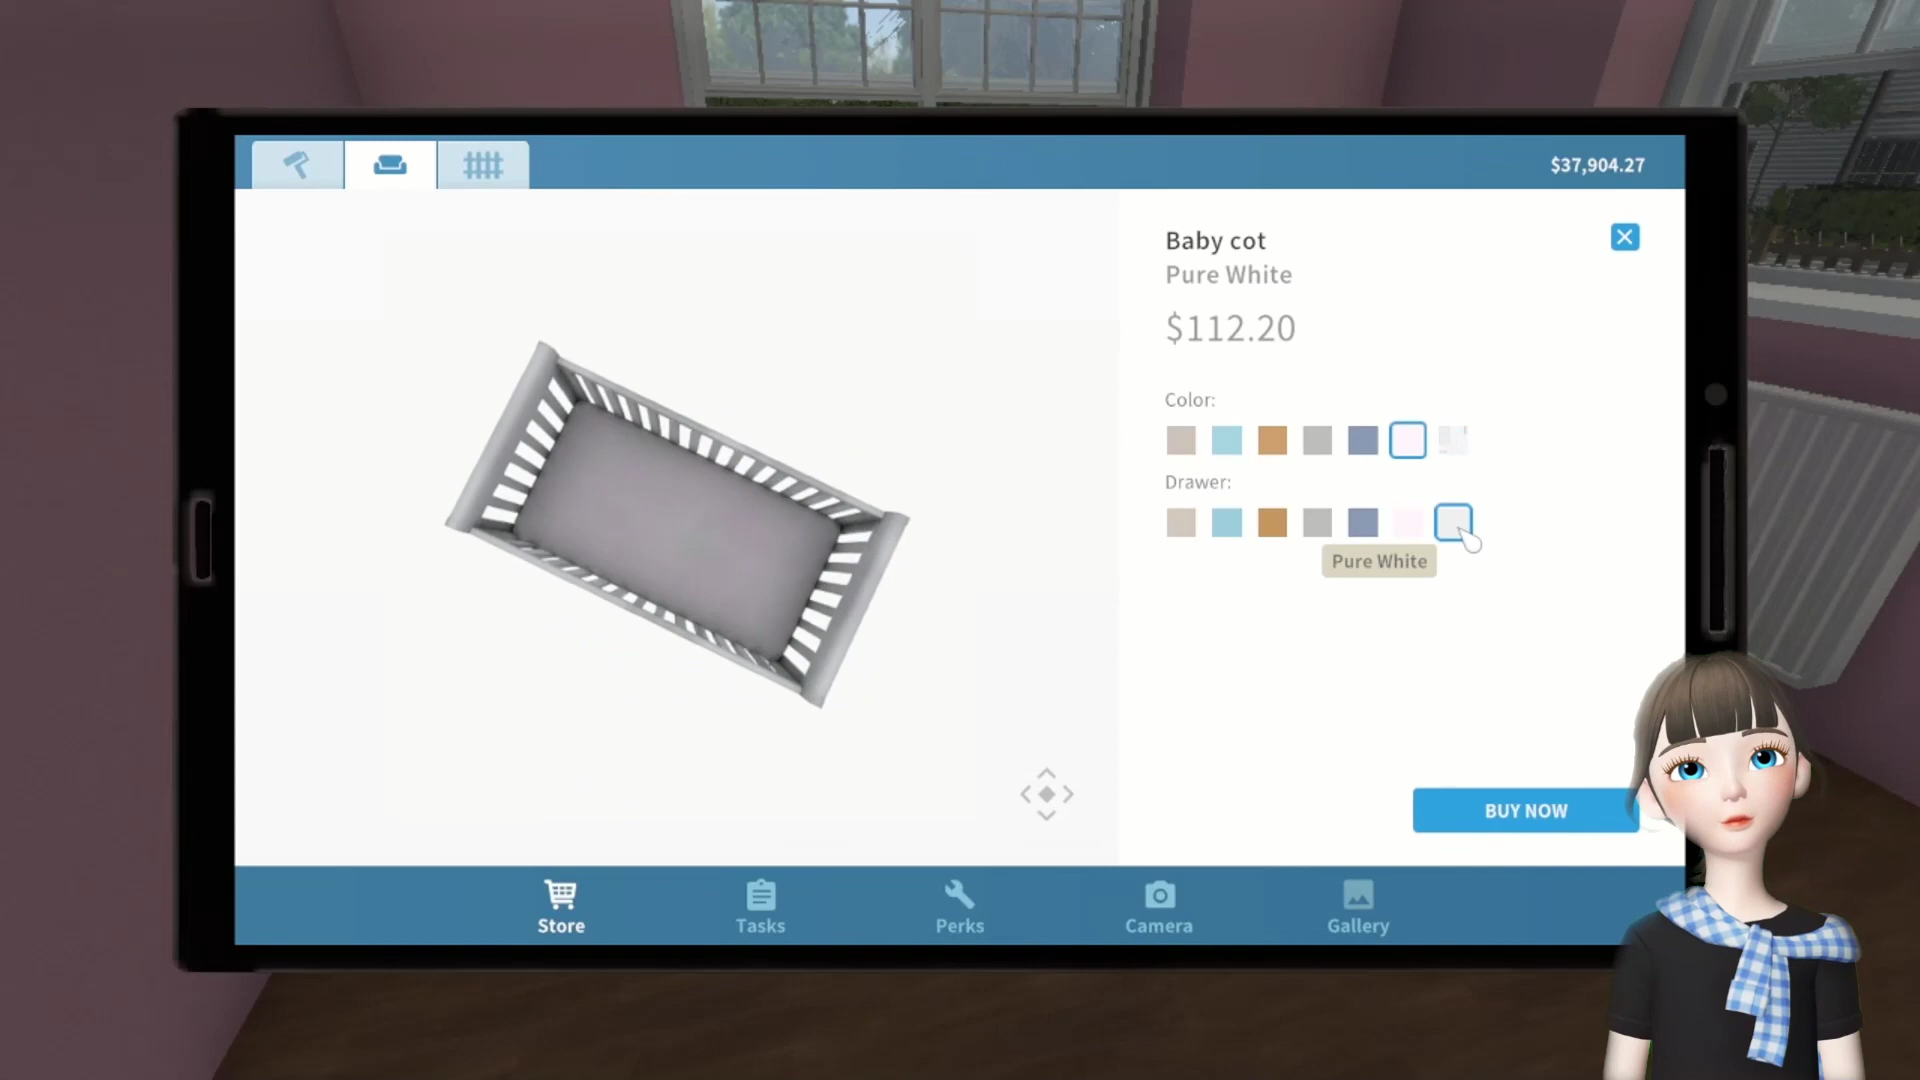 $37,904.27
Baby cot
Pure White
$112.20
Color:
Drawer:
Pure White
BUY NOW
Store
Tasks
Perks
Camera
Gallery